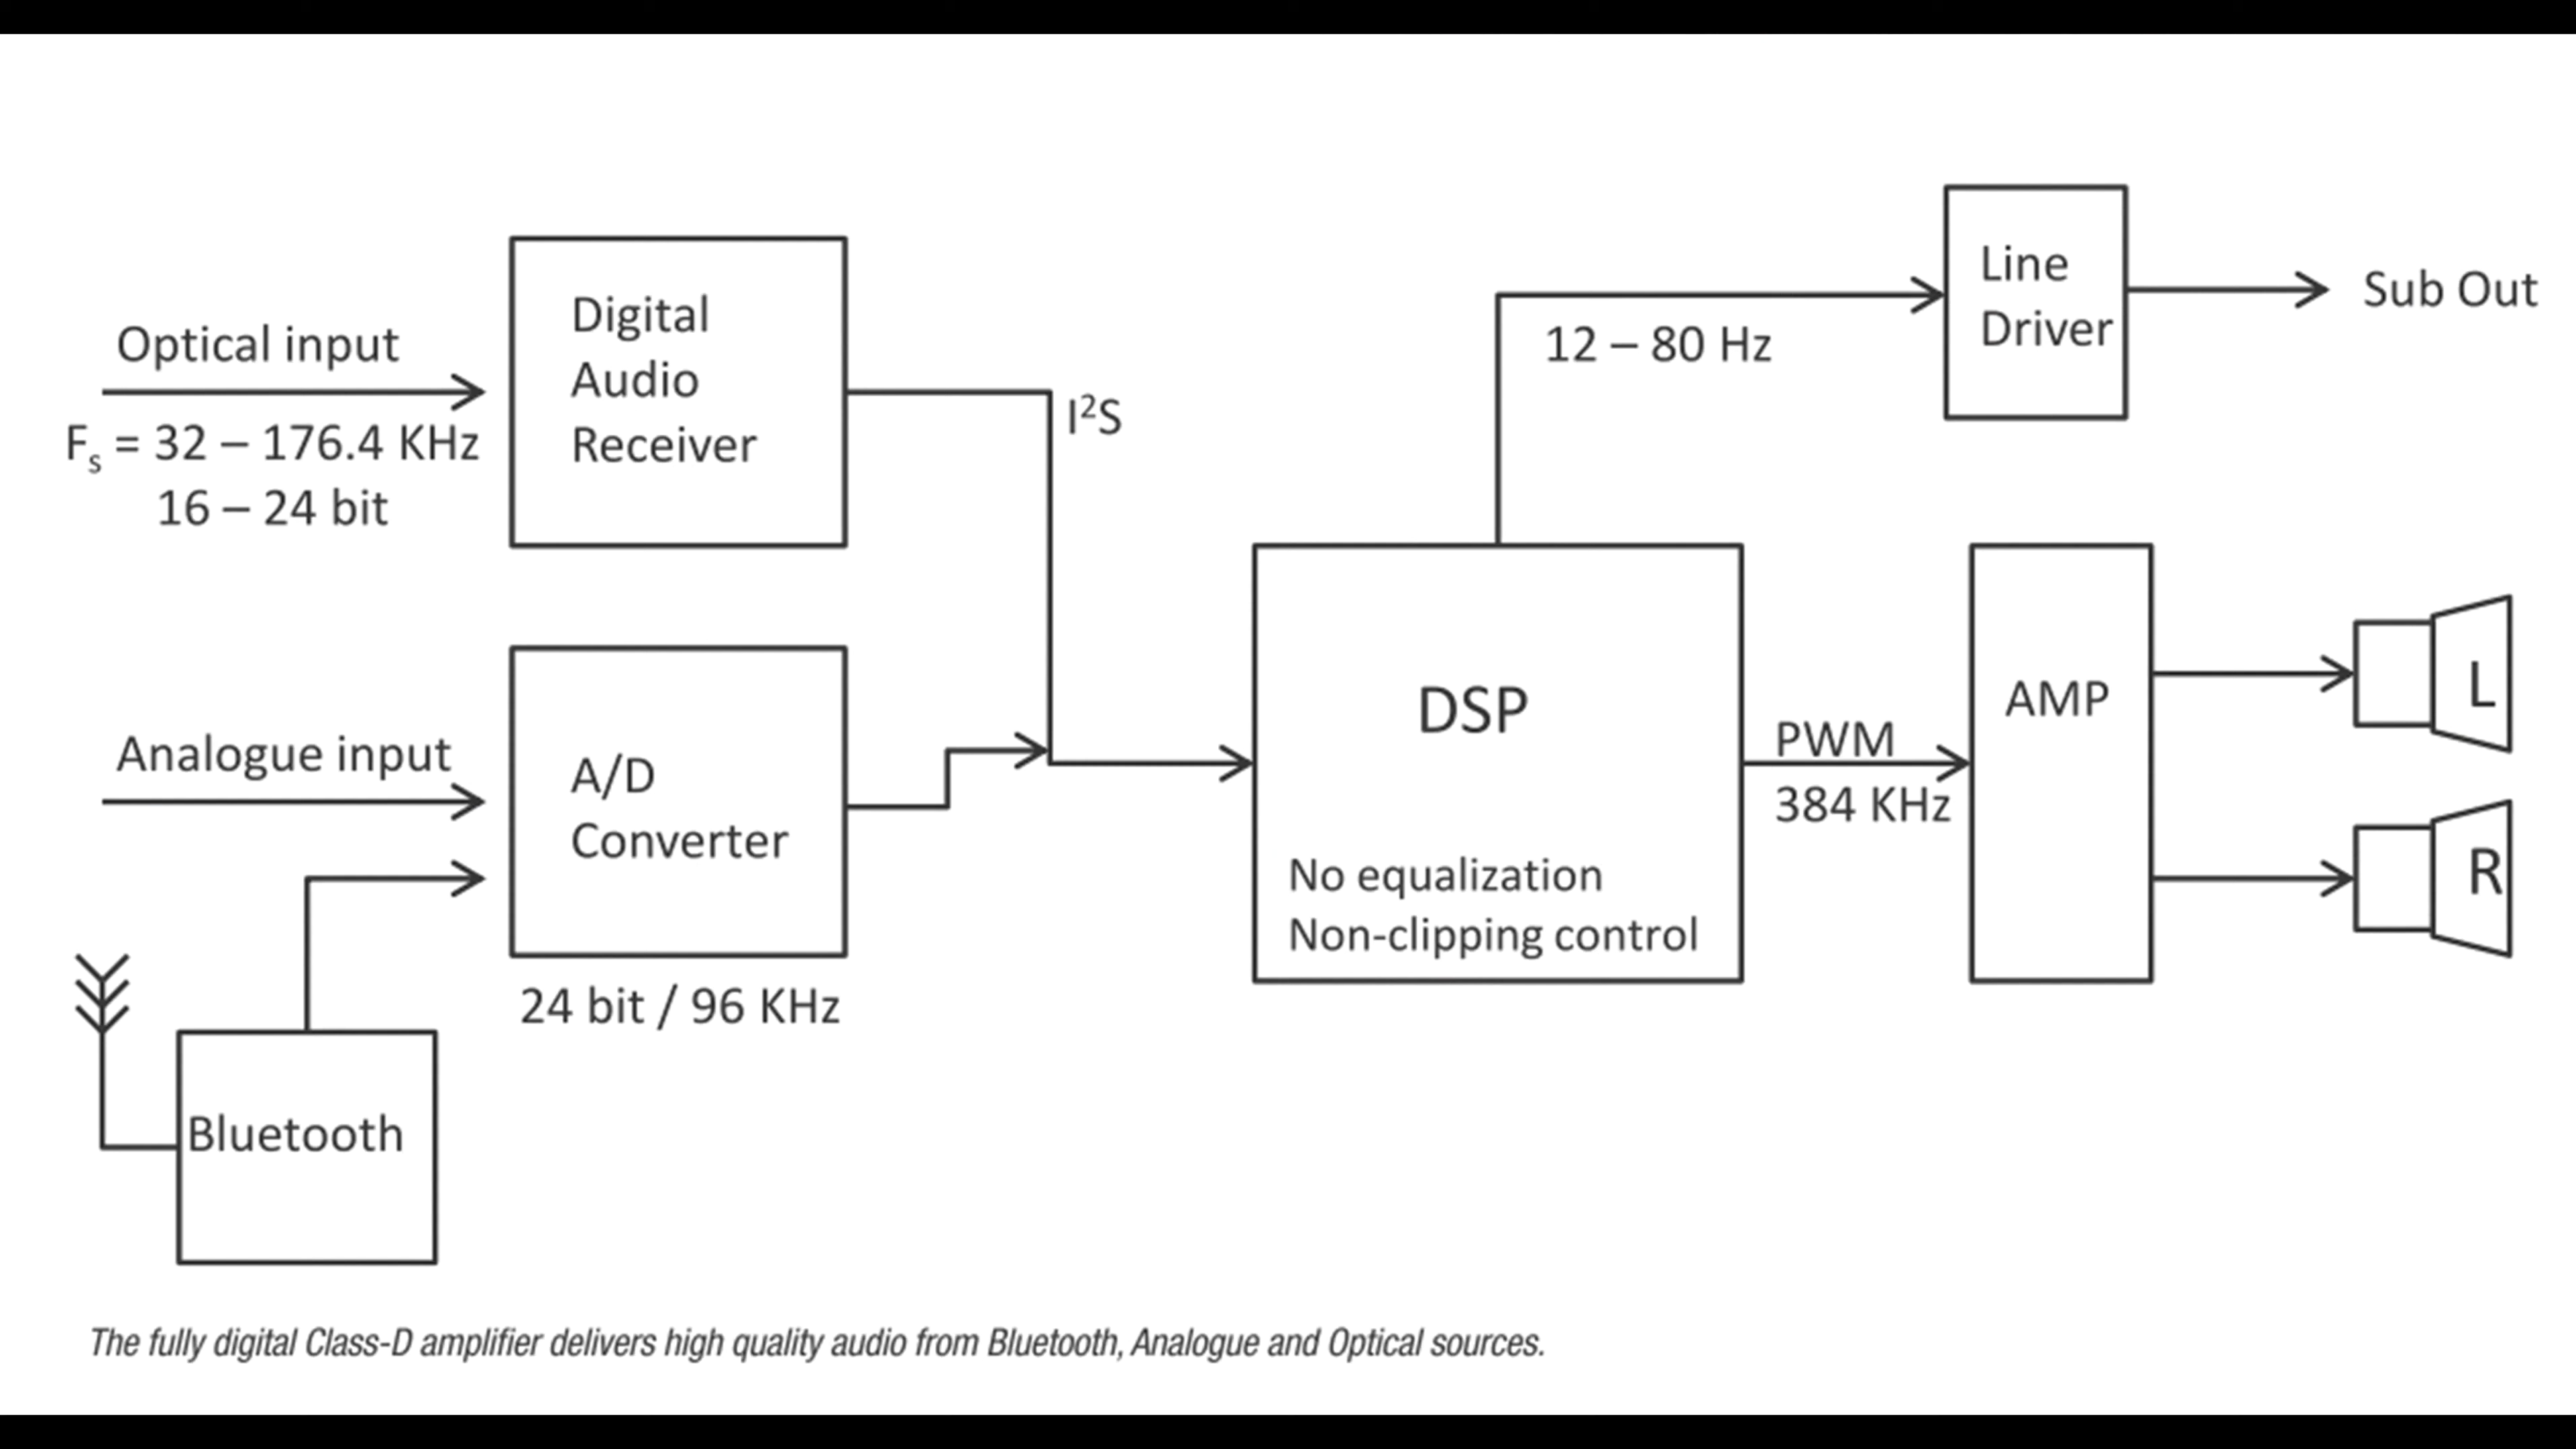 Optical input
Fs = 32 – 176.4 KHz
16 – 24 bit
Digital
Audio
Receiver
I²S
12 – 80 Hz
Line
Driver
Sub Out
Analogue input
A/D
Converter
24 bit / 96 KHz
Bluetooth
DSP
No equalization
Non-clipping control
PWM
384 KHz
AMP
L
R
The fully digital Class-D amplifier delivers high quality audio from Bluetooth, Analogue and Optical sources.